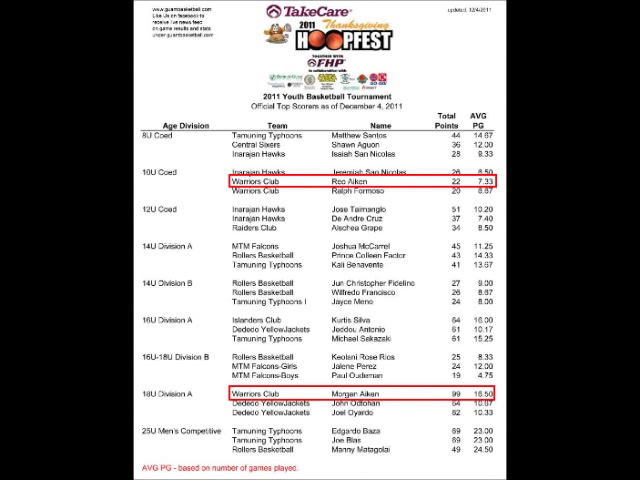 www.guambasketball.com
Like Us on facebook to
receive live news feed
on game results and stats
under guambasketball.com
TakeCare®
2011 Thanksgiving
HOOPFEST
FHP
in collaboration with
updated: 12/4/2011
2011 Youth Basketball Tournament
Official Top Scorers as of December 4, 2011
Total AVG
Age Division Team Name Points PG
8U Coed Tamuning Typhoons Matthew Santos 44 14.67
Central Sixers Shawn Aguon 36 12.00
Inarajan Hawks Isaiah San Nicolas 28 9.33
10U Coed Inarajan Hawks Jeremiah San Nicolas 26 6.50
Warriors Club Reo Aiken 22 7.33
Warriors Club Ralph Formoso 20 6.67
12U Coed Inarajan Hawks Jose Taimanglo 51 10.20
Inarajan Hawks De Andre Cruz 37 7.40
Raiders Club Alechea Grape 34 8.50
14U Division A MTM Falcons Joshua McCarrel 45 11.25
Rollers Basketball Prince Colleen Factor 43 14.33
Tamuning Typhoons Kali Benavente 41 13.67
14U Division B Rollers Basketball Jun Christopher Fidelino 27 9.00
Rollers Basketball Wilfredo Francisco 26 8.67
Tamuning Typhoons I Jayce Meno 24 8.00
16U Division A Islanders Club Kurtis Silva 64 16.00
Dededo YellowJackets Jeddou Antonio 61 10.17
Tamuning Typhoons Michael Sakazaki 61 15.25
16U-18U Division B Rollers Basketball Keolani Rose Rios 25 8.33
MTM Falcons-Girls Jalene Perez 24 12.00
MTM Falcons-Boys Paul Oudeman 19 4.75
18U Division A Warriors Club Morgan Aiken 99 16.50
Dededo YellowJackets John Odtohan 64 10.67
Dededo YellowJackets Joel Oyardo 62 10.33
25U Men's Competitive Tamuning Typhoons Edgardo Baza 69 23.00
Tamuning Typhoons Joe Blas 69 23.00
Rollers Basketball Manny Matagolai 49 24.50
AVG PG - based on number of games played.